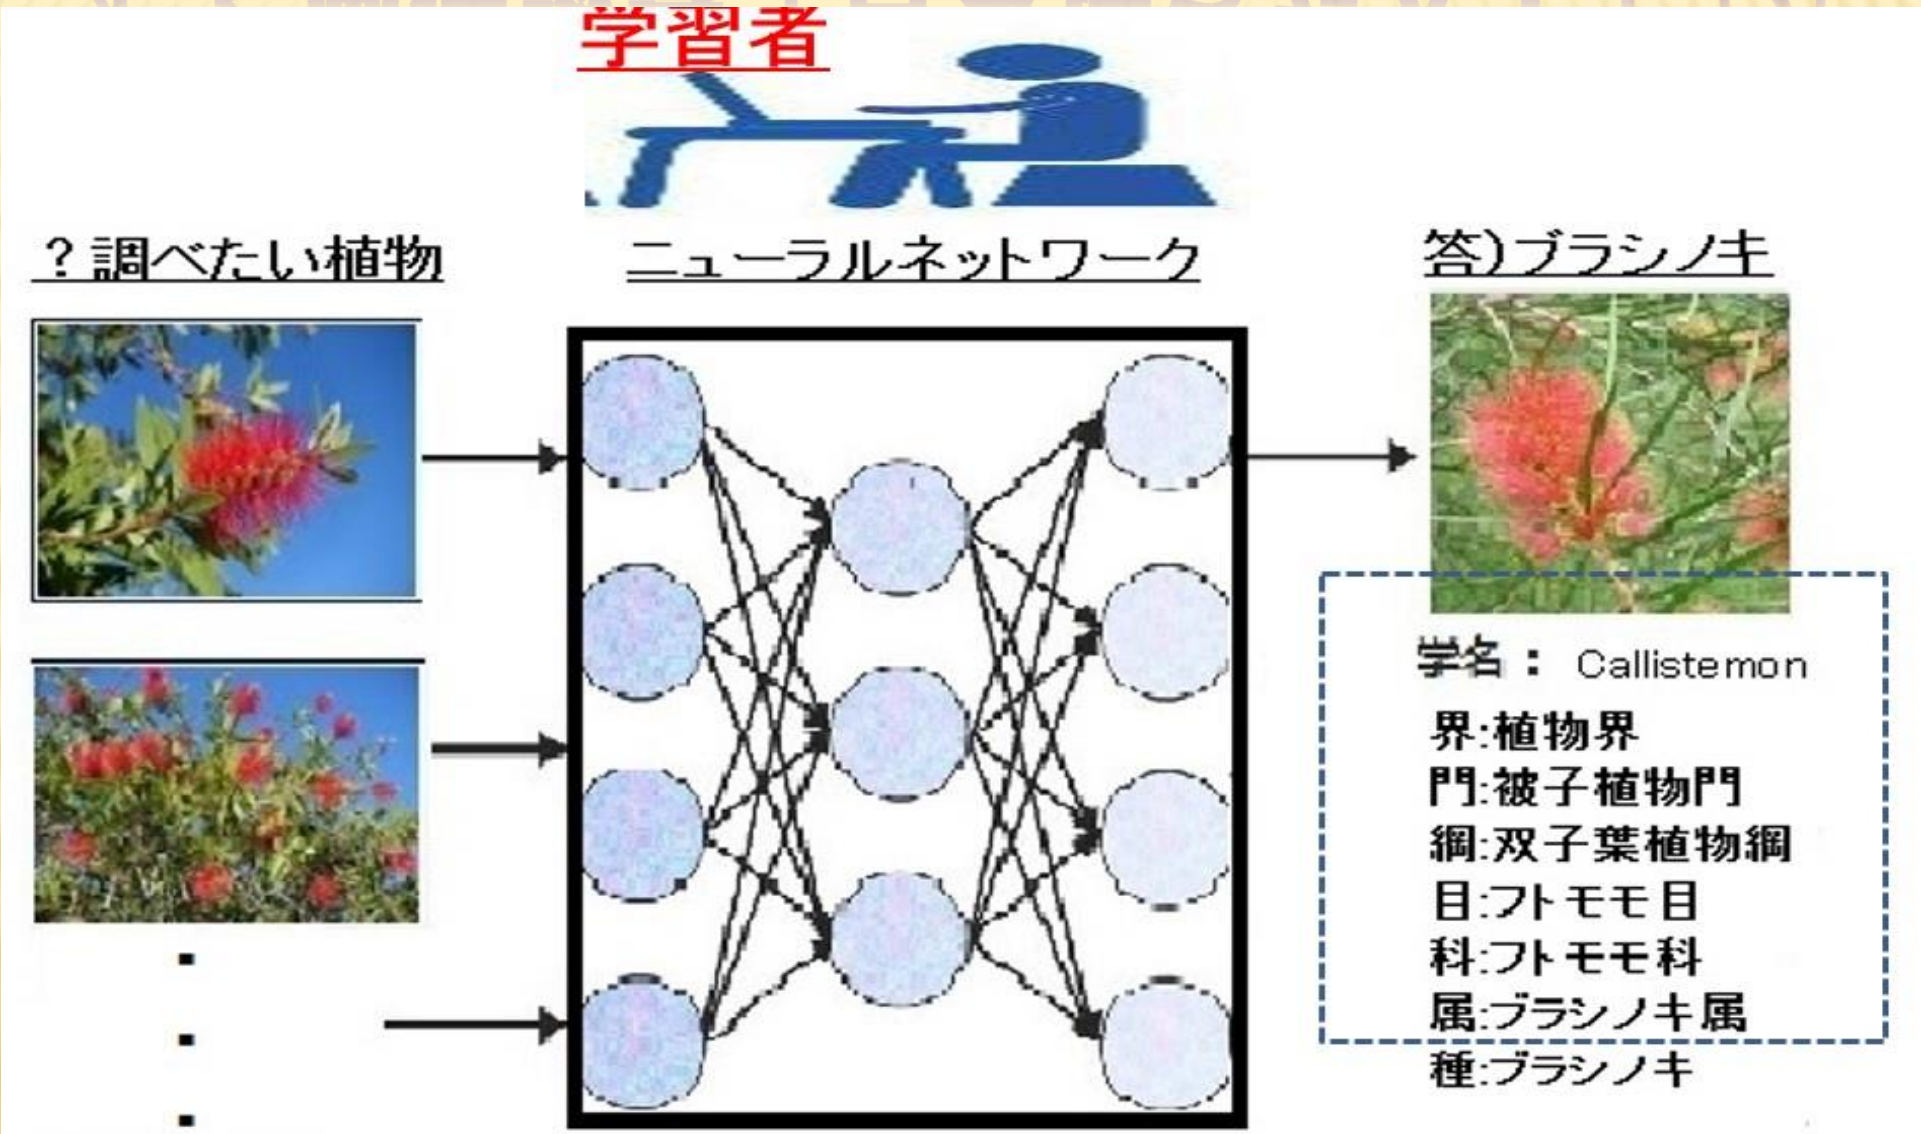 学習者
？調べたい植物
ニューラルネットワーク
答)ブラシノキ
学名： Callistemon
界:植物界
門:被子植物門
綱:双子葉植物綱
目:フトモモ目
科:フトモモ科
属:ブラシノキ属
種:ブラシノキ